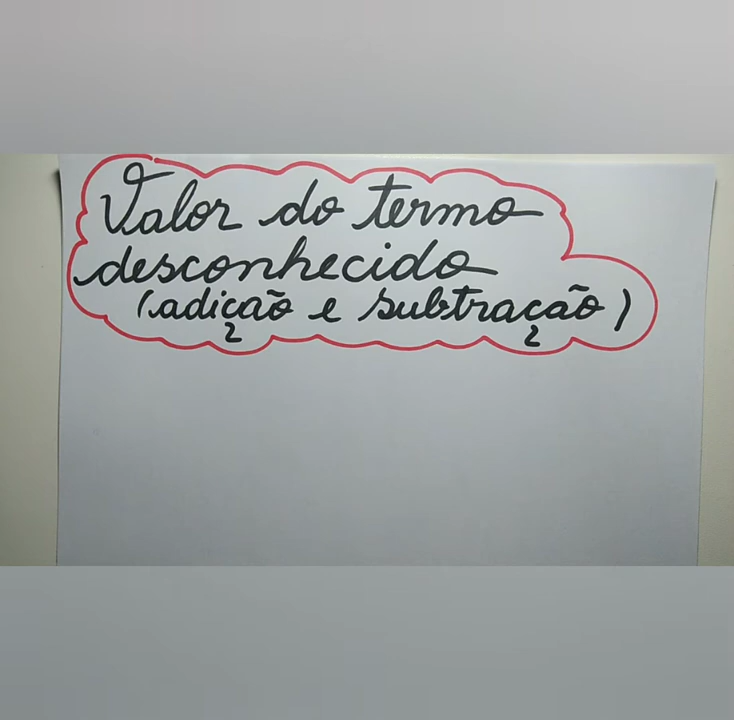 Valor do termo
desconhecido
(adição e subtração)